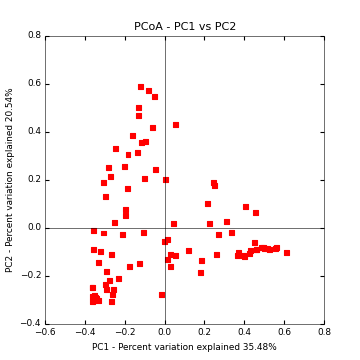 PCoA - PC1 vs PC2
PC2 - Percent variation explained 20.54%
0.8
0.6
0.4
0.2
0.0
−0.2
−0.4
−0.6 −0.4 −0.2 0.0 0.2 0.4 0.6 0.8
PC1 - Percent variation explained 35.48%